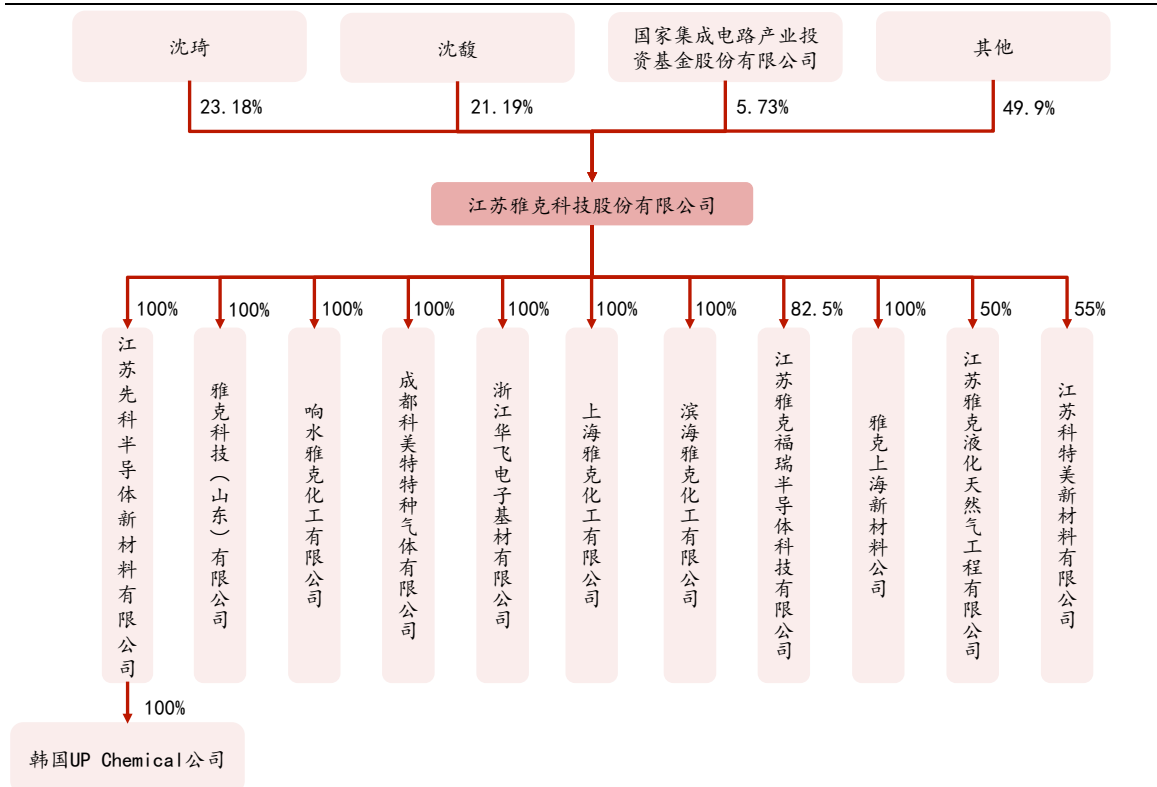 沈琦
沈馥
国家集成电路产业投
资基金股份有限公司
其他
23.18%
21.19%
5.73%
49.9%
江苏雅克科技股份有限公司
100%
100%
100%
100%
100%
100%
100%
82.5%
100%
50%
55%
江苏先科半导体新材料有限公司
雅克科技（山东）有限公司
响水雅克化工有限公司
成都科美特特种气体有限公司
浙江华飞电子基材有限公司
上海雅克化工有限公司
滨海雅克化工有限公司
江苏雅克福瑞半导体科技有限公司
雅克上海新材料公司
江苏雅克液化天然气工程有限公司
江苏科特美新材料有限公司
100%
韩国UP Chemical公司